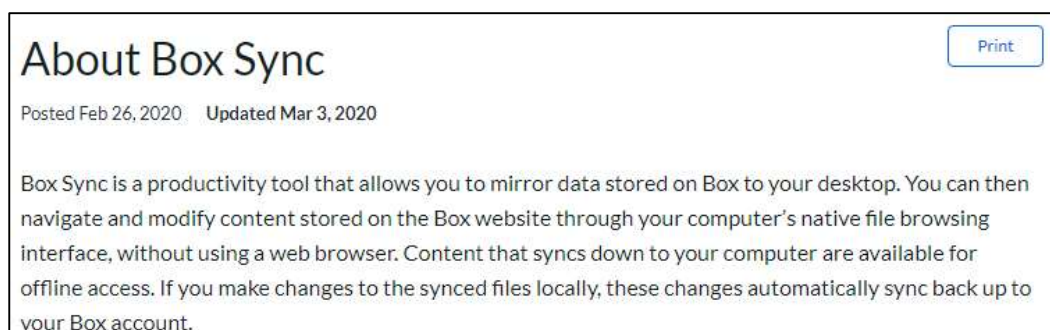 About Box Sync
Print
Posted Feb 26, 2020 Updated Mar 3, 2020
Box Sync is a productivity tool that allows you to mirror data stored on Box to your desktop. You can then
navigate and modify content stored on the Box website through your computer's native file browsing
interface, without using a web browser. Content that syncs down to your computer are available for
offline access. If you make changes to the synced files locally, these changes automatically sync back up to
your Box account.